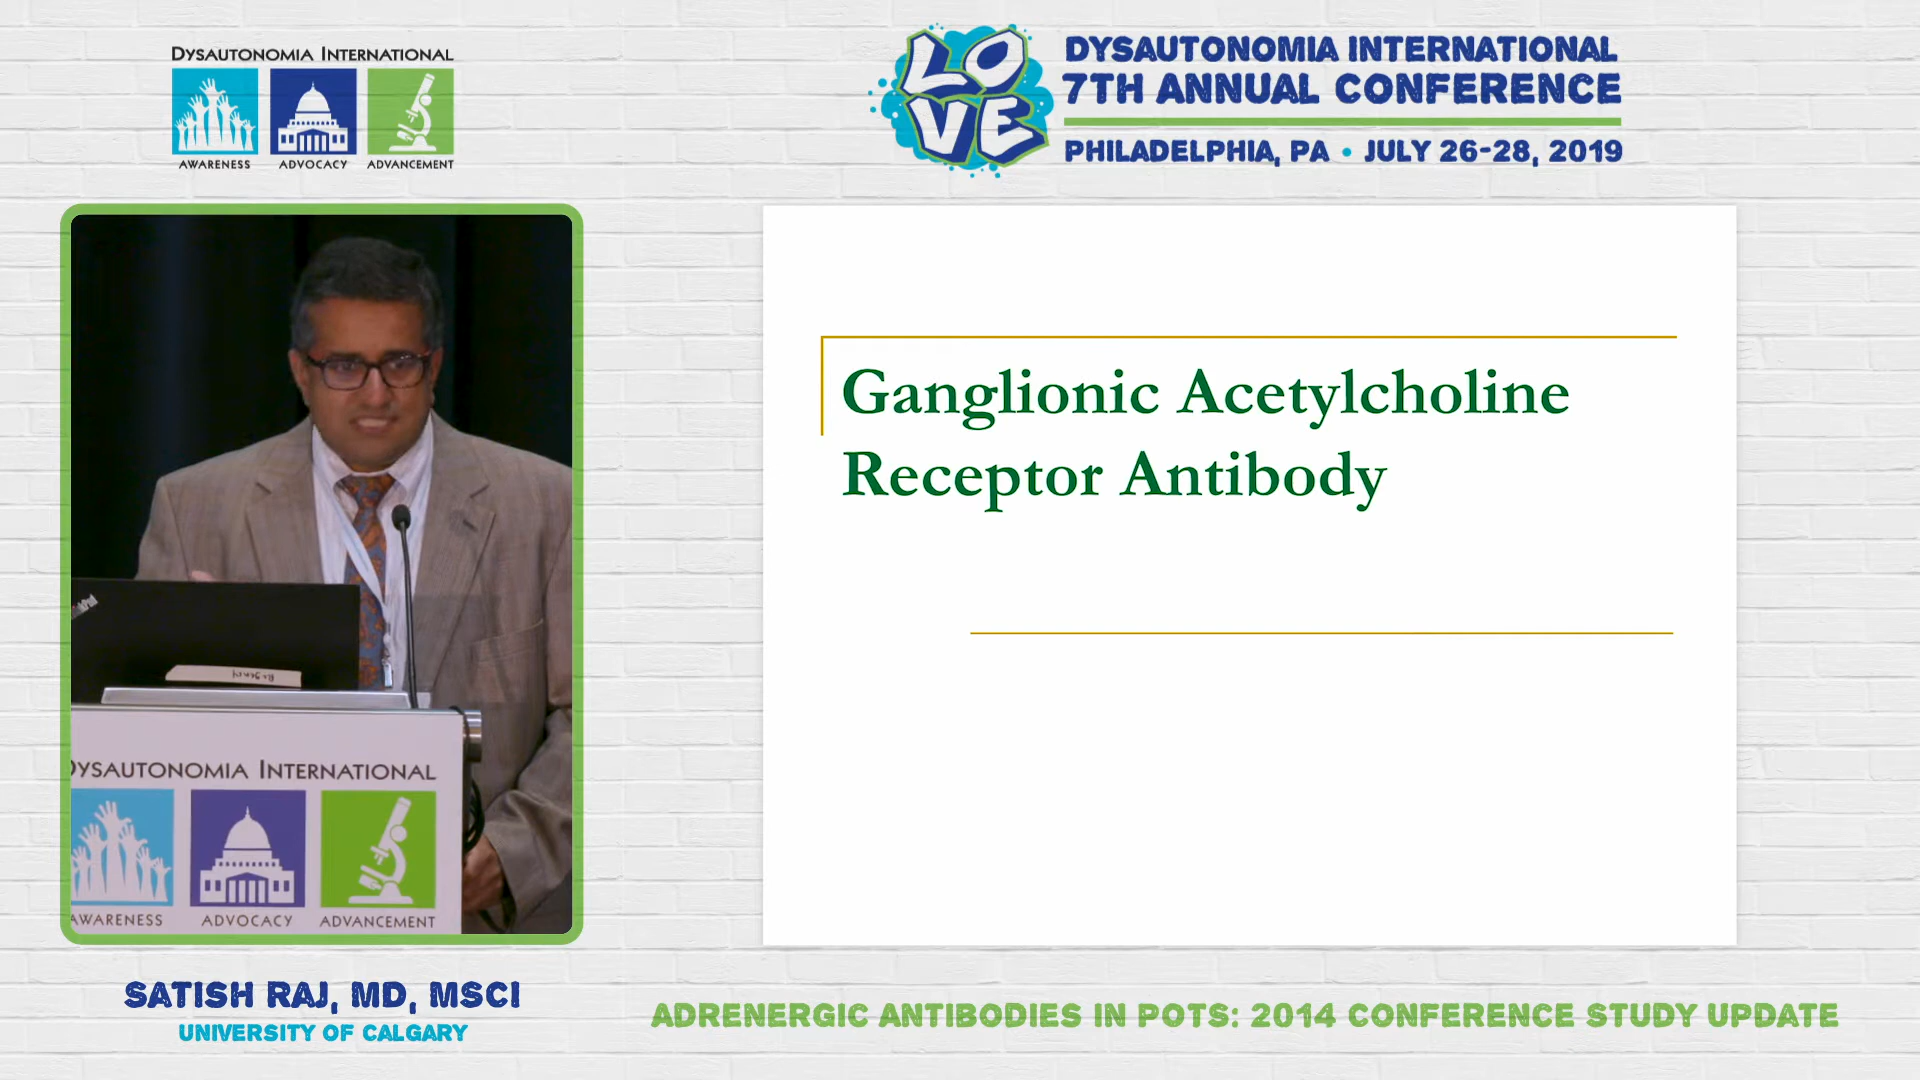 DYSAUTONOMIA INTERNATIONAL
AWARENESS ADVOCACY ADVANCEMENT
LOVE
DYSAUTONOMIA INTERNATIONAL
7TH ANNUAL CONFERENCE
PHILADELPHIA, PA • JULY 26-28, 2019
Ganglionic Acetylcholine
Receptor Antibody
ThinkPad
DYSAUTONOMIA INTERNATIONAL
AWARENESS ADVOCACY ADVANCEMENT
SATISH RAJ, MD, MSCI
UNIVERSITY OF CALGARY
ADRENERGIC ANTIBODIES IN POTS: 2014 CONFERENCE STUDY UPDATE